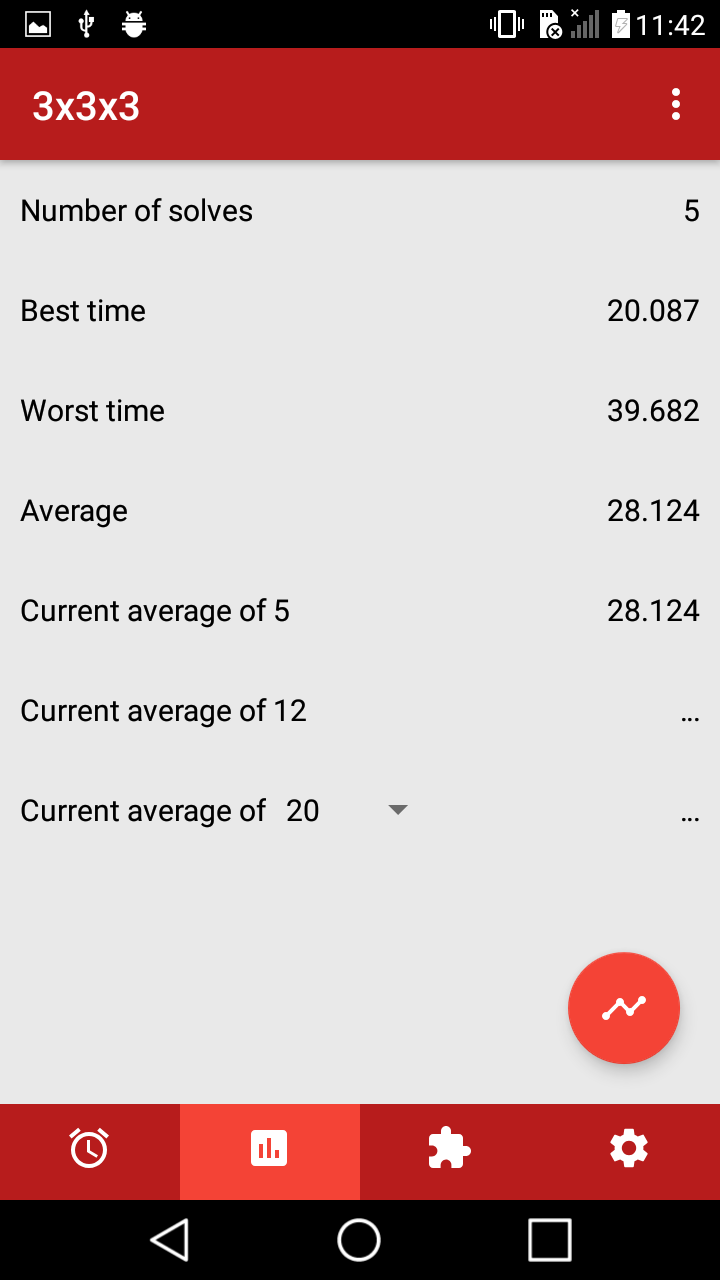 11:42
3x3x3
Number of solves 5
Best time 20.087
Worst time 39.682
Average 28.124
Current average of 5 28.124
Current average of 12 ...
Current average of 20 ...